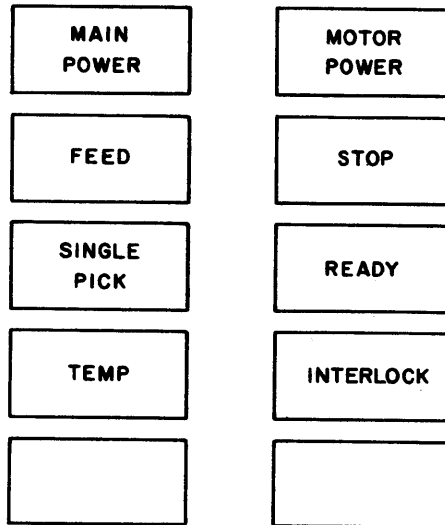 MAIN
POWER
MOTOR
POWER
FEED
STOP
SINGLE
PICK
READY
TEMP
INTERLOCK